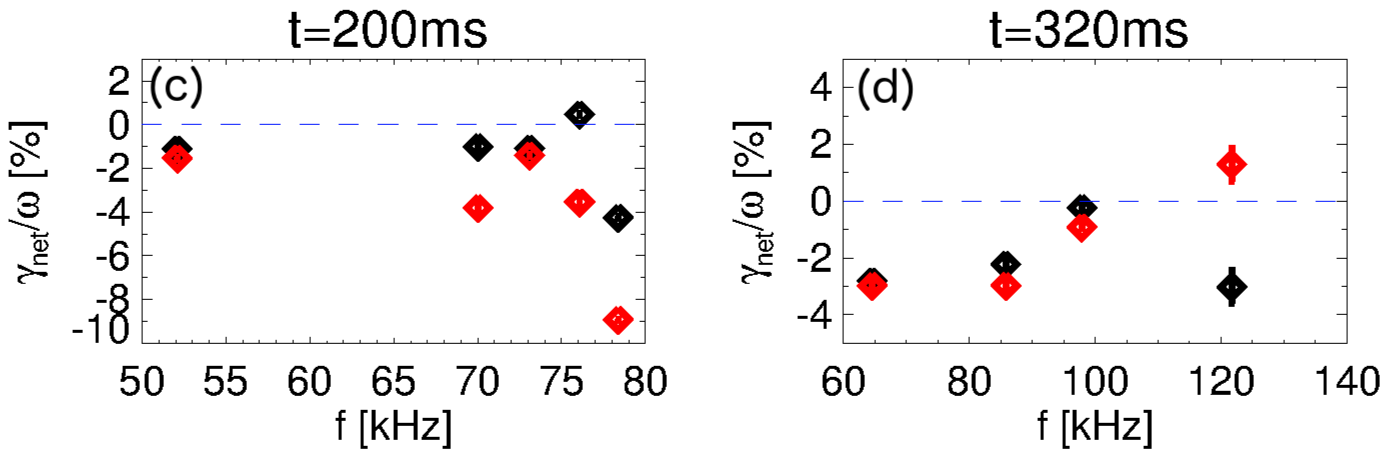 t=200ms
(c)
γnet/ω [%]
2
0
-2
-4
-6
-8
-10
50 55 60 65 70 75 80
f [kHz]
t=320ms
(d)
γnet/ω [%]
4
2
0
-2
-4
60 80 100 120 140
f [kHz]